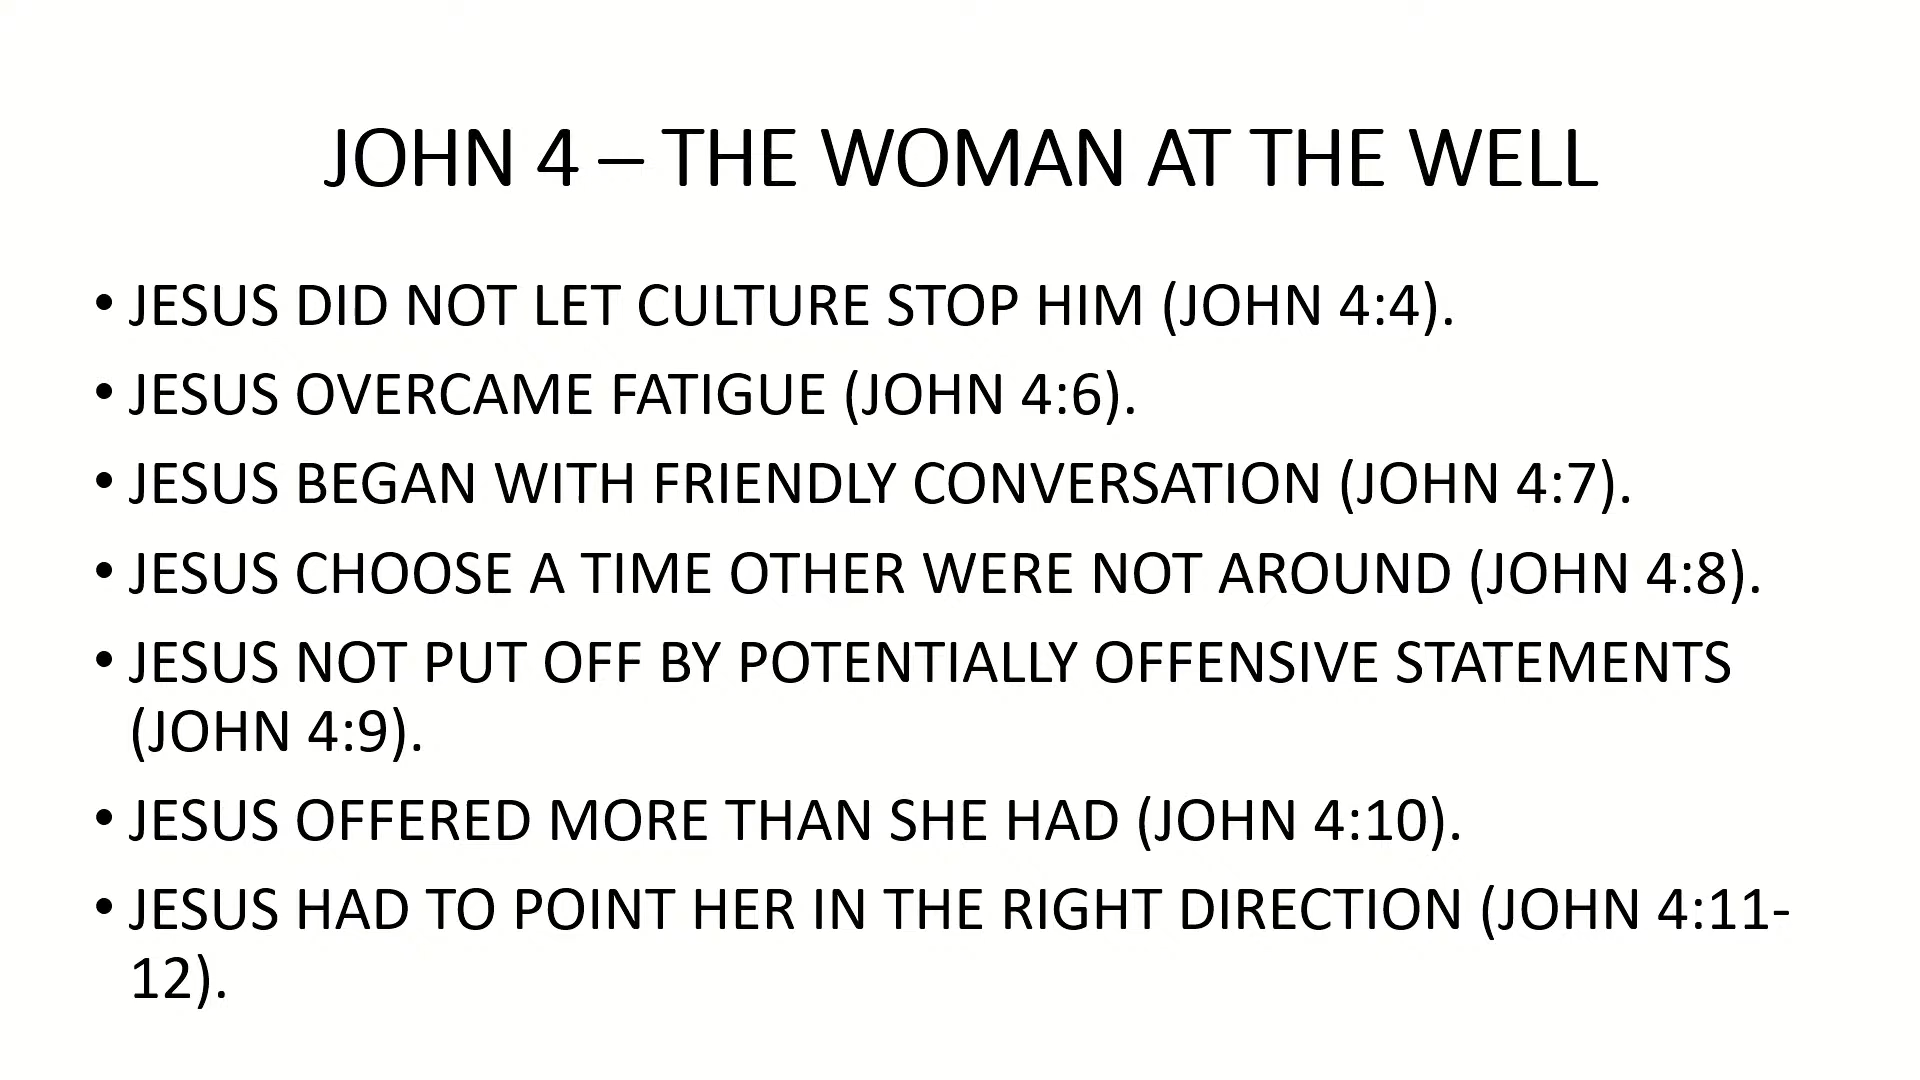 JOHN 4 – THE WOMAN AT THE WELL
• JESUS DID NOT LET CULTURE STOP HIM (JOHN 4:4).
• JESUS OVERCAME FATIGUE (JOHN 4:6).
• JESUS BEGAN WITH FRIENDLY CONVERSATION (JOHN 4:7).
• JESUS CHOOSE A TIME OTHER WERE NOT AROUND (JOHN 4:8).
• JESUS NOT PUT OFF BY POTENTIALLY OFFENSIVE STATEMENTS
(JOHN 4:9).
• JESUS OFFERED MORE THAN SHE HAD (JOHN 4:10).
• JESUS HAD TO POINT HER IN THE RIGHT DIRECTION (JOHN 4:11-
12).